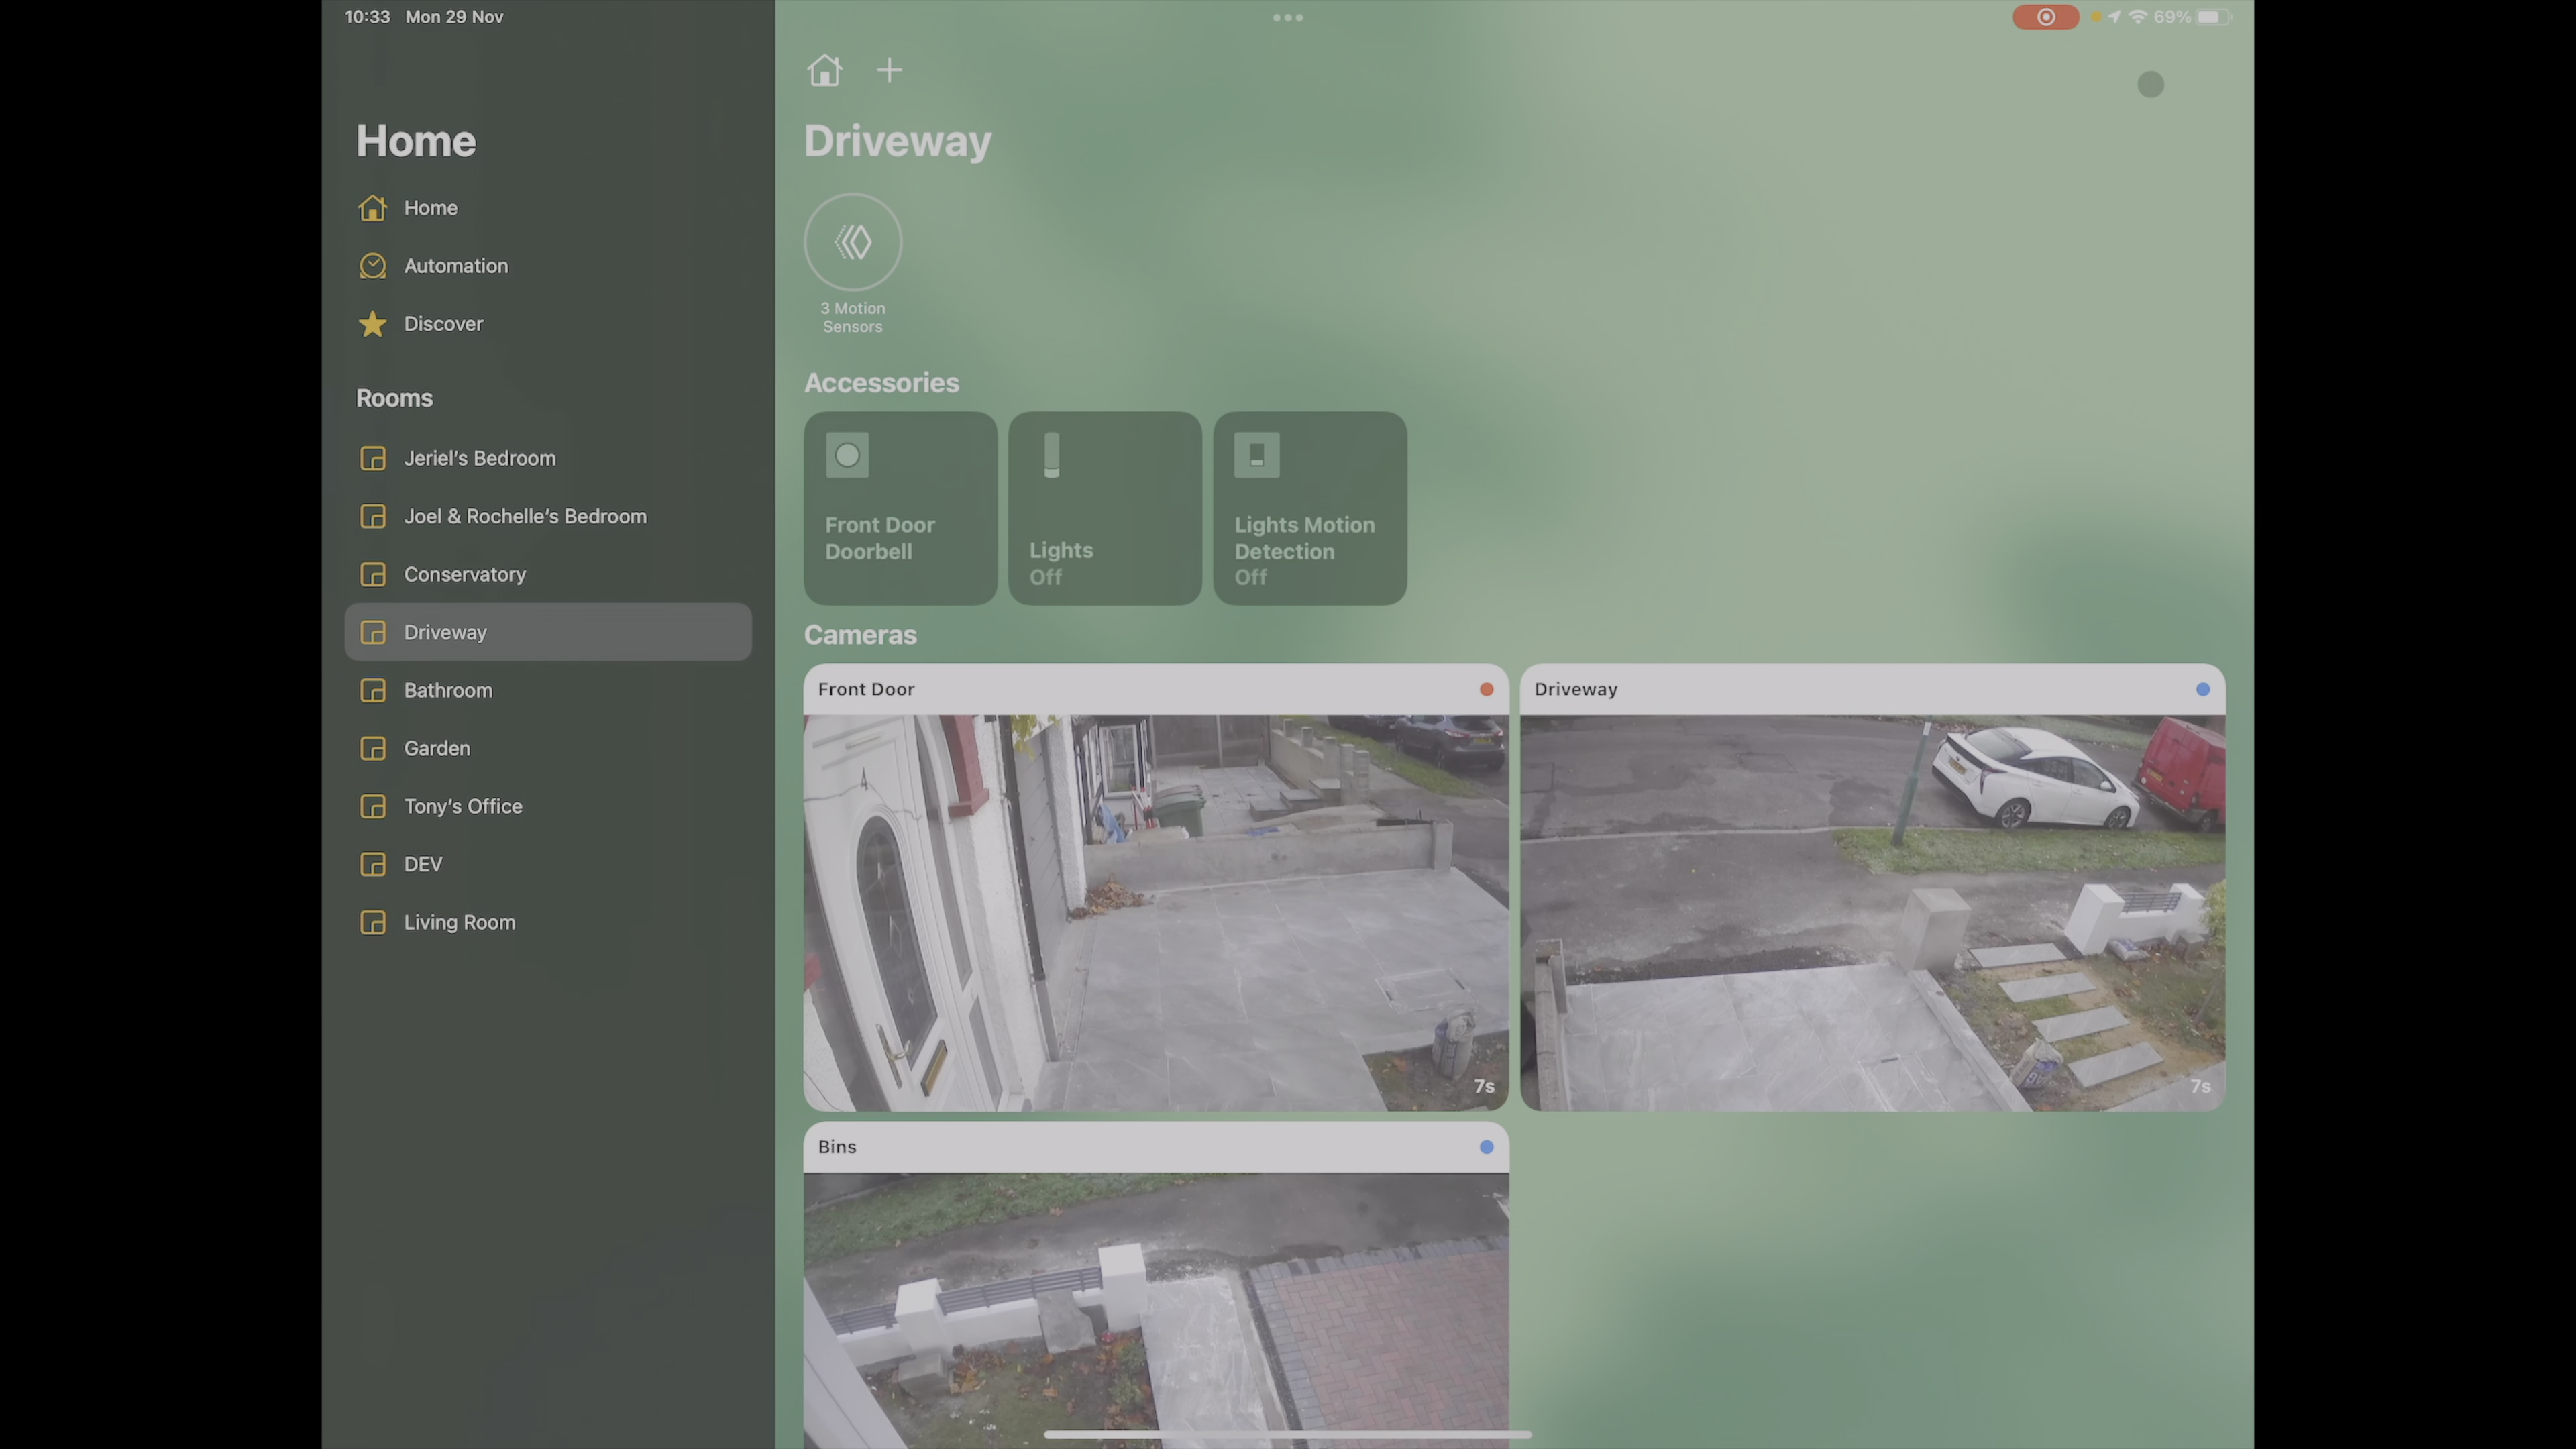 10:33 Mon 29 Nov
69%
Home
Home
Automation
Discover
Rooms
Jeriel's Bedroom
Joel & Rochelle's Bedroom
Conservatory
Driveway
Bathroom
Garden
Tony's Office
DEV
Living Room
Driveway
3 Motion
Sensors
Accessories
Front Door
Doorbell
Lights
Off
Lights Motion
Detection
Off
Cameras
Front Door
7s
Driveway
7s
Bins